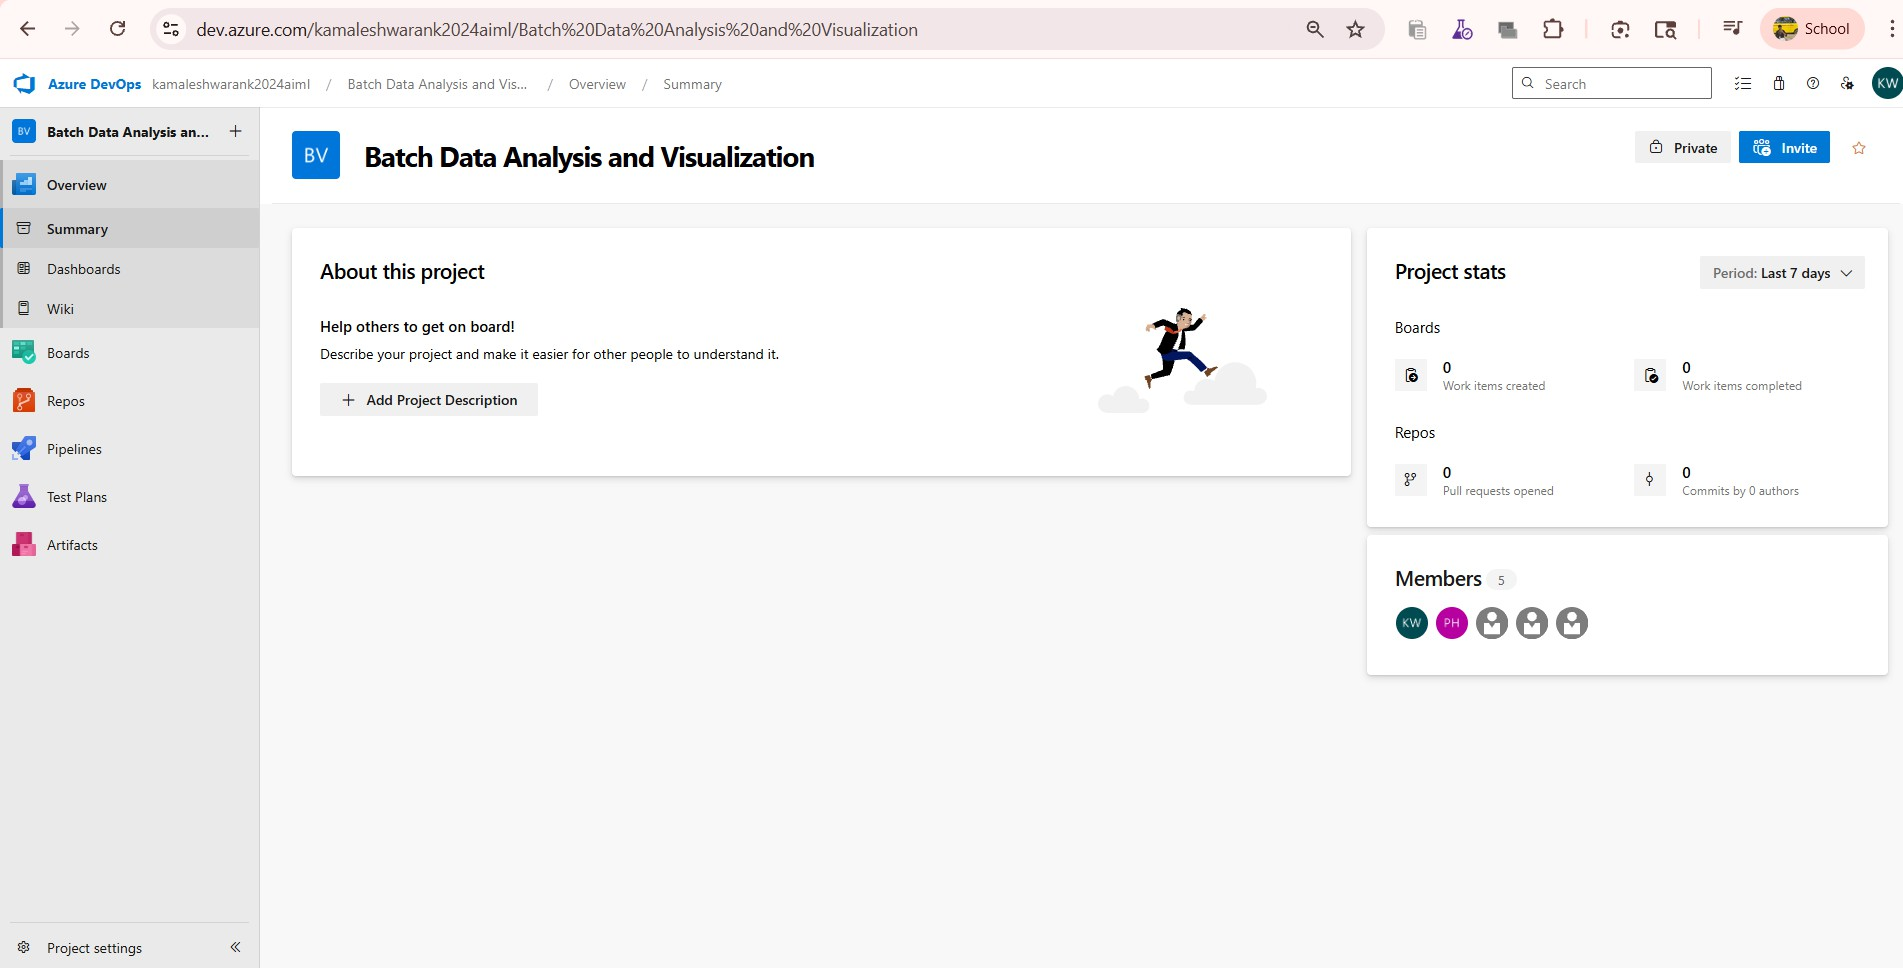 dev.azure.com/kamaleshwarank2024aiml/Batch%20Data%20Analysis%20and%20Visualization
School
Azure DevOps kamaleshwarank2024aiml / Batch Data Analysis and Vis... / Overview / Summary
Search
KW
BV Batch Data Analysis an... +
Overview
Summary
Dashboards
Wiki
Boards
Repos
Pipelines
Test Plans
Artifacts
Project settings
BV Batch Data Analysis and Visualization
Private
Invite
About this project
Help others to get on board!
Describe your project and make it easier for other people to understand it.
+ Add Project Description
Project stats
Period: Last 7 days
Boards
0
Work items created
0
Work items completed
Repos
0
Pull requests opened
0
Commits by 0 authors
Members 5
KW PH